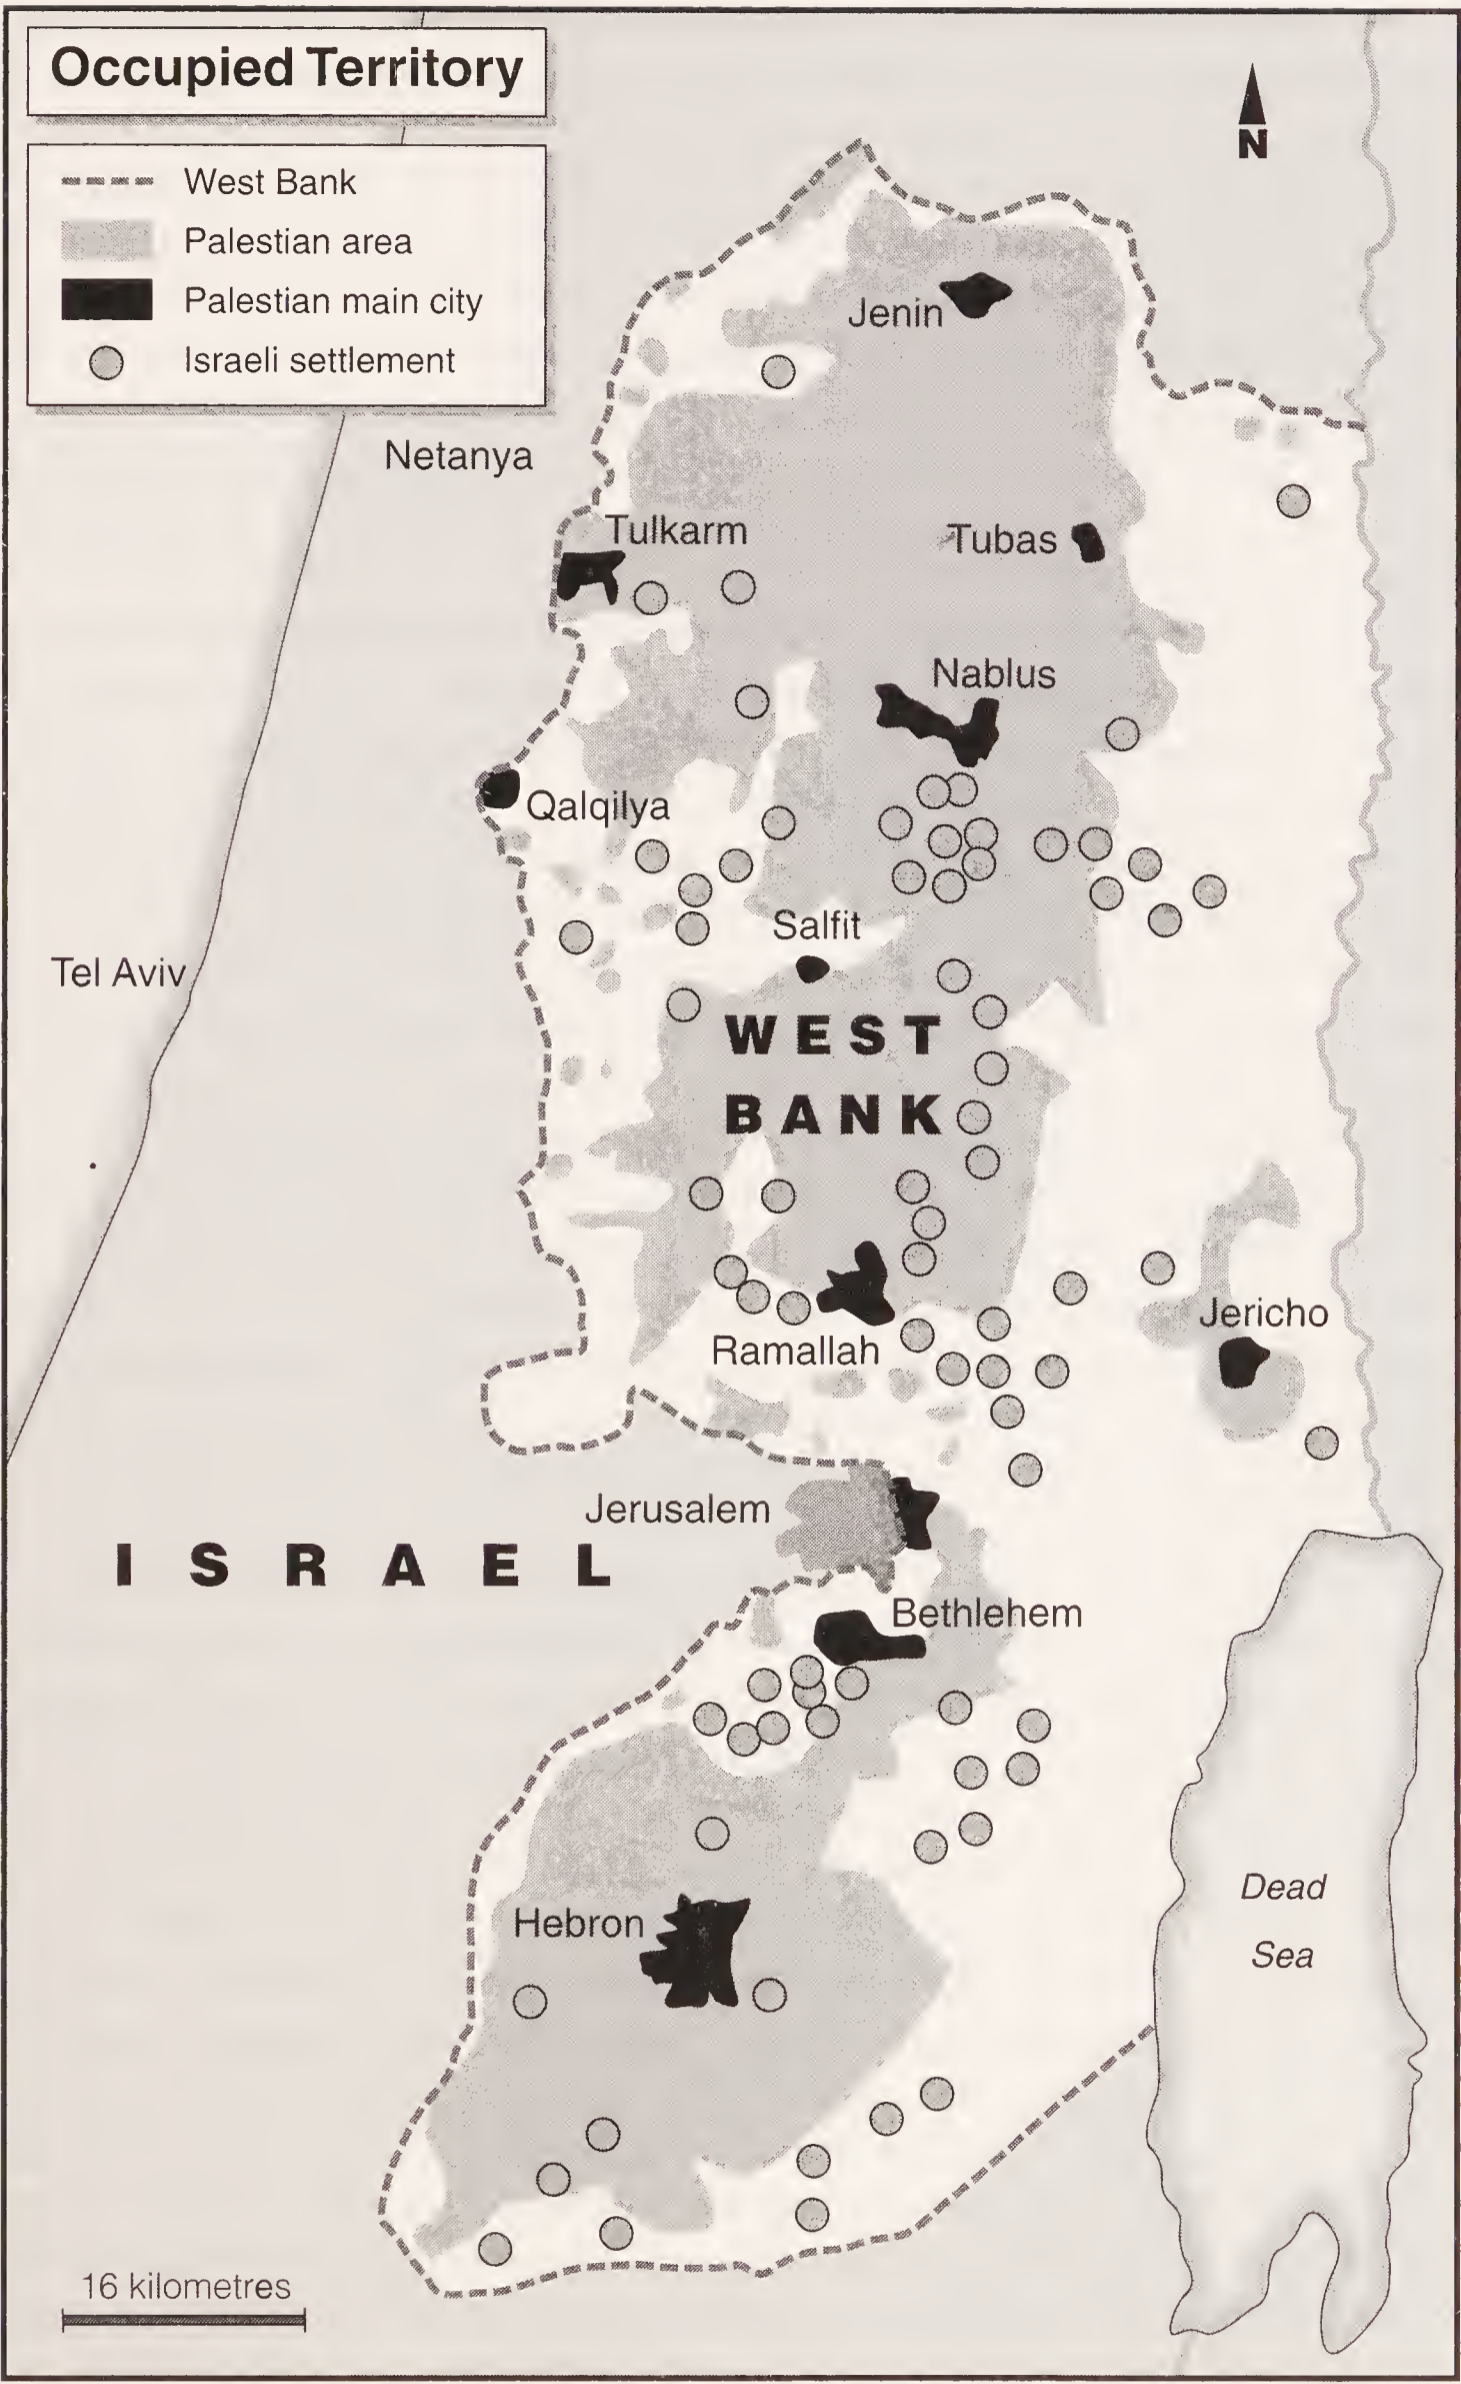 Occupied Territory
West Bank
Palestian area
Palestian main city
Israeli settlement
N
Jenin
Netanya
Tulkarm
Tubas
Nablus
Qalqilya
Salfit
Tel Aviv
WEST
BANK
Jericho
Ramallah
Jerusalem
ISRAEL
Bethlehem
Hebron
Dead
Sea
16 kilometres